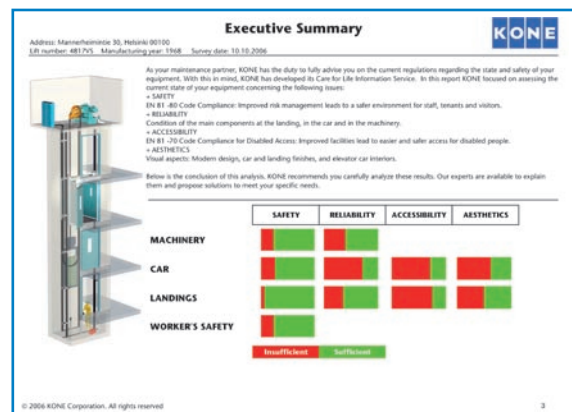 Executive Summary
KONE
Address: Mannerheimintie 30, Helsinki 00100
Lift number: 4817VS Manufacturing year: 1968 Survey date: 10.10.2006
As your maintenance partner, KONE has the duty to fully advise you on the current regulations regarding the state and safety of your
equipment. With this in mind, KONE has developed its Care for Life Information Service. In this report KONE focused on assessing the
current state of your equipment concerning the following issues:
+ SAFETY
EN 81 -80 Code Compliance: Improved risk management leads to a safer environment for staff, tenants and visitors.
+ RELIABILITY
Condition of the main components at the landing, in the car and in the machinery.
+ ACCESSIBILITY
EN 81 -70 Code Compliance for Disabled Access: Improved facilities lead to easier and safer access for disabled people.
+ AESTHETICS
Visual aspects: Modern design, car and landing finishes, and elevator car interiors.
Below is the conclusion of this analysis. KONE recommends you carefully analyze these results. Our experts are available to explain
them and propose solutions to meet your specific needs.
SAFETY RELIABILITY ACCESSIBILITY AESTHETICS
MACHINERY
CAR
LANDINGS
WORKER'S SAFETY
Insufficient Sufficient
© 2006 KONE Corporation. All rights reserved 3